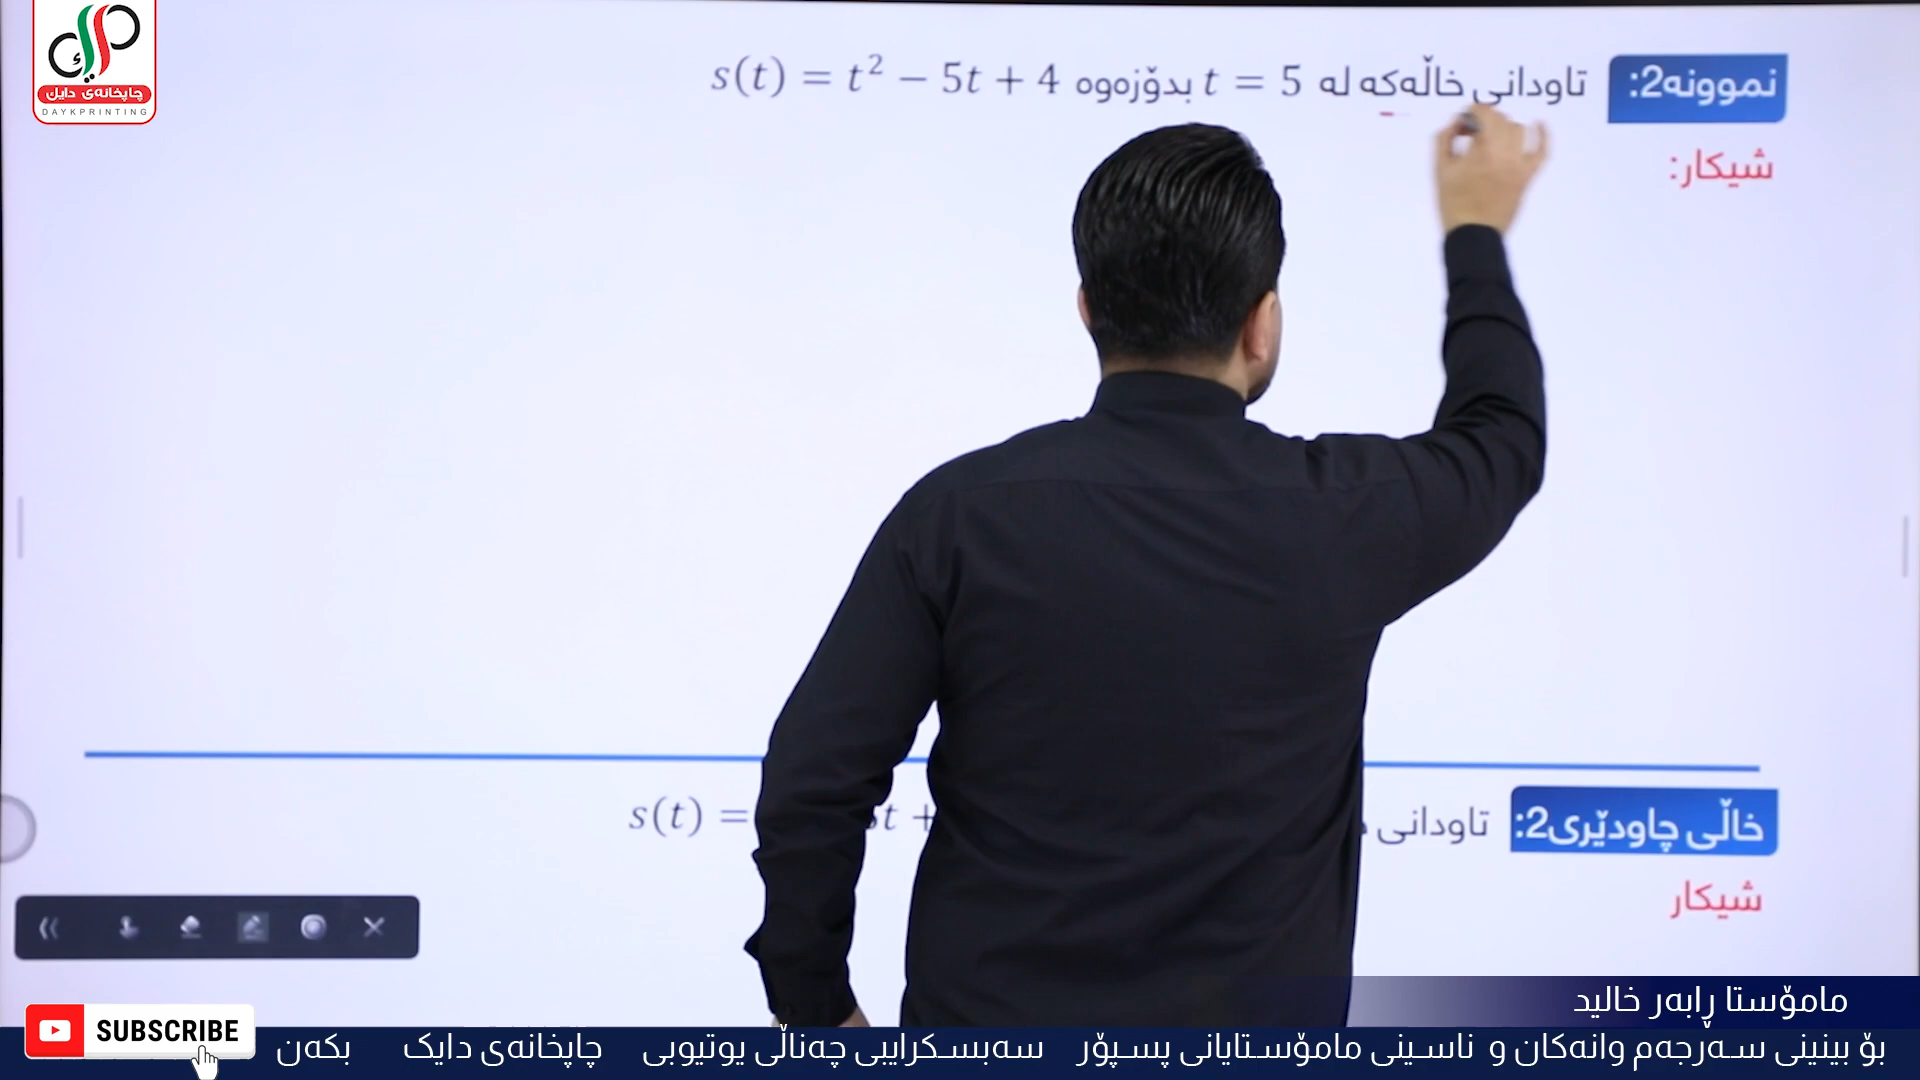 چاپخانەی دایک
DAYKPRINTING
نموونە2: تاودانی خاڵەکە لە t = 5 بدۆزەوە s(t) = t² − 5t + 4
شیکار:
خاڵی چاودێری2: تاودانی s(t) = t +
شیکار
مامۆستا ڕابەر خالید
SUBSCRIBE
بۆ بینینی سەرجەم وانەکان و ناسینی مامۆستایانی پسپۆر سەبسکرایبی چەناڵی یوتیوبی چاپخانەی دایک بکەن